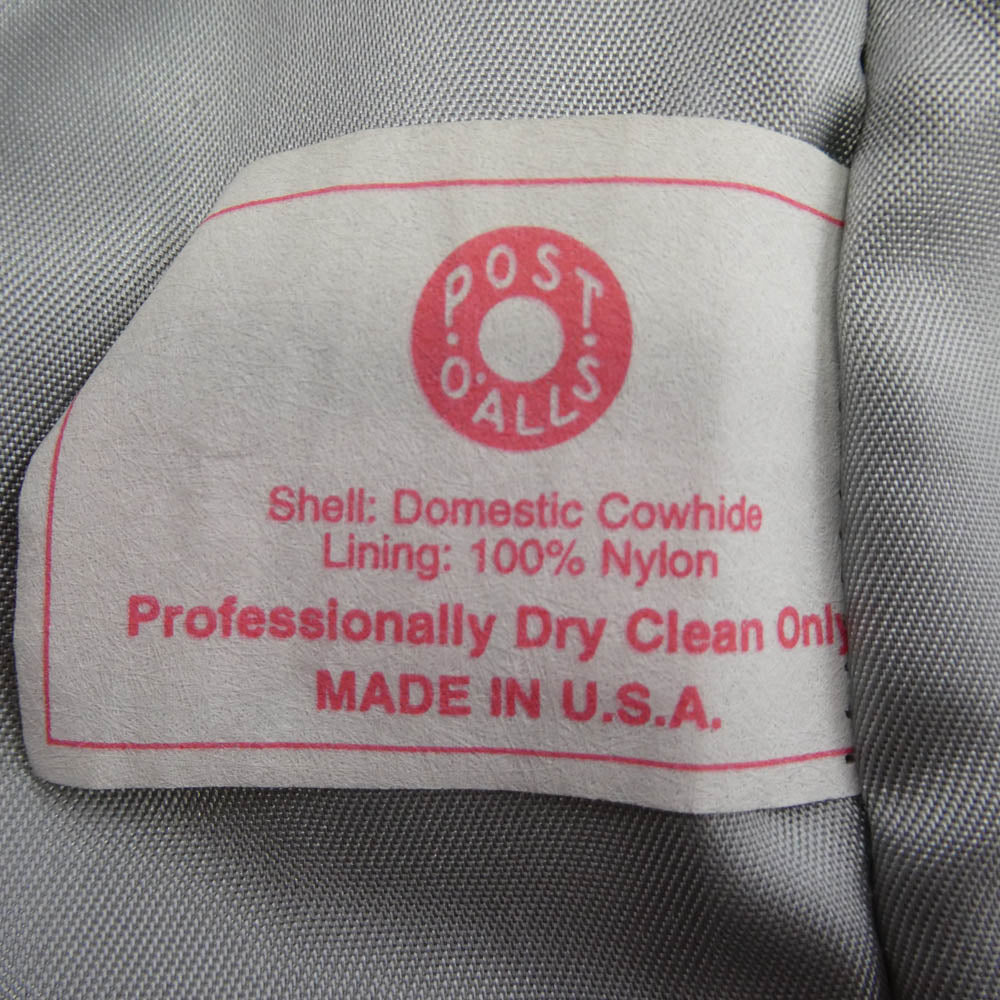 POST
O'ALLS
Shell: Domestic Cowhide
Lining: 100% Nylon
Professionally Dry Clean Only
MADE IN U.S.A.